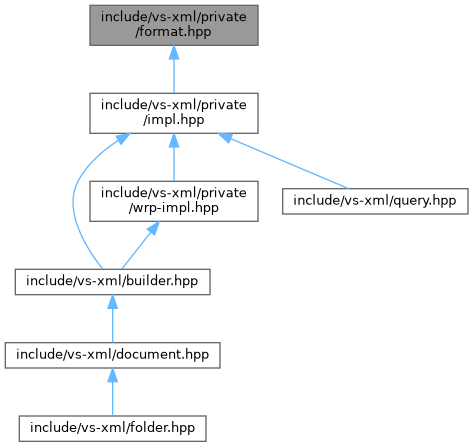 include/vs-xml/private
/format.hpp
include/vs-xml/private
/impl.hpp
include/vs-xml/private
/wrp-impl.hpp
include/vs-xml/query.hpp
include/vs-xml/builder.hpp
include/vs-xml/document.hpp
include/vs-xml/folder.hpp